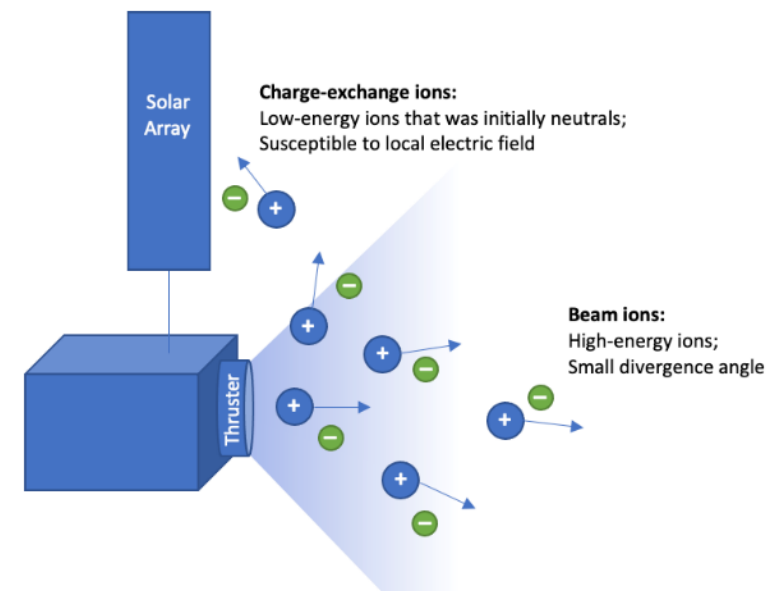 Solar
Array
Charge-exchange ions:
Low-energy ions that was initially neutrals;
Susceptible to local electric field
−
+
−
+
Beam ions:
High-energy ions;
Small divergence angle
+
−
−
Thruster
+
+
−
+
−